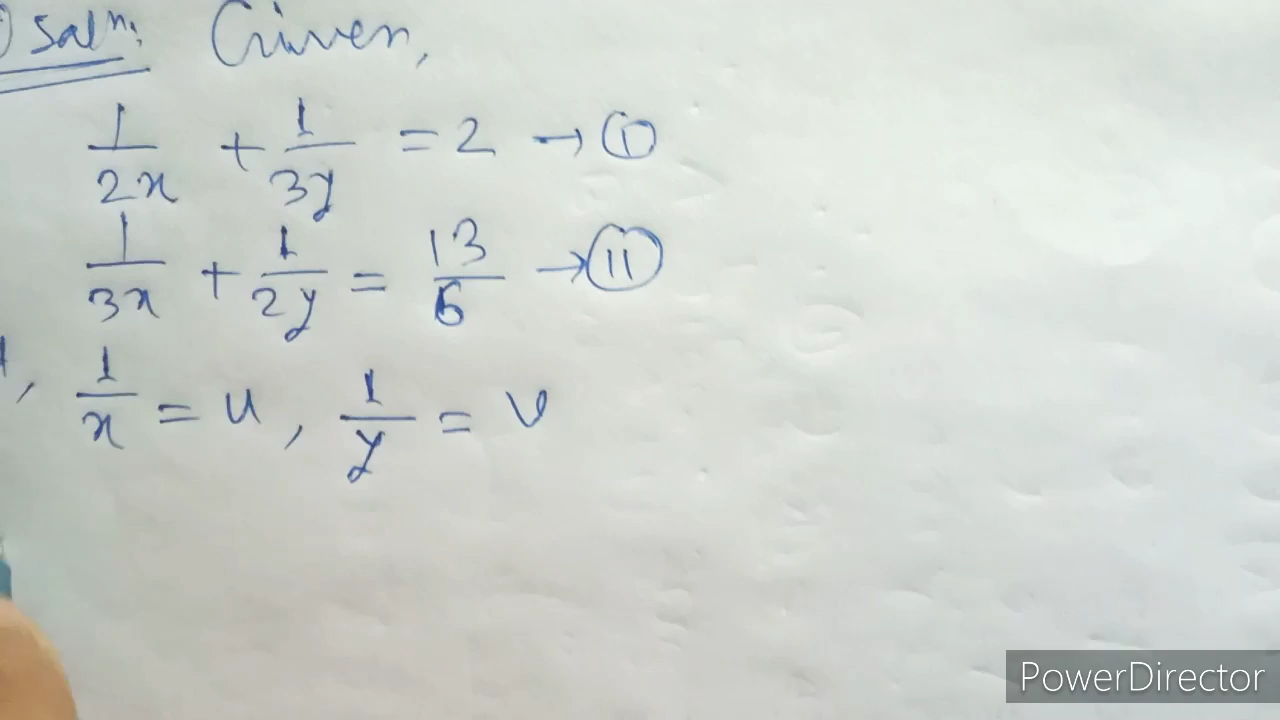 Soln: Given,
1/2x + 1/3y = 2 → (i)
1/3x + 1/2y = 13/6 → (ii)
, 1/x = u, 1/y = v
PowerDirector